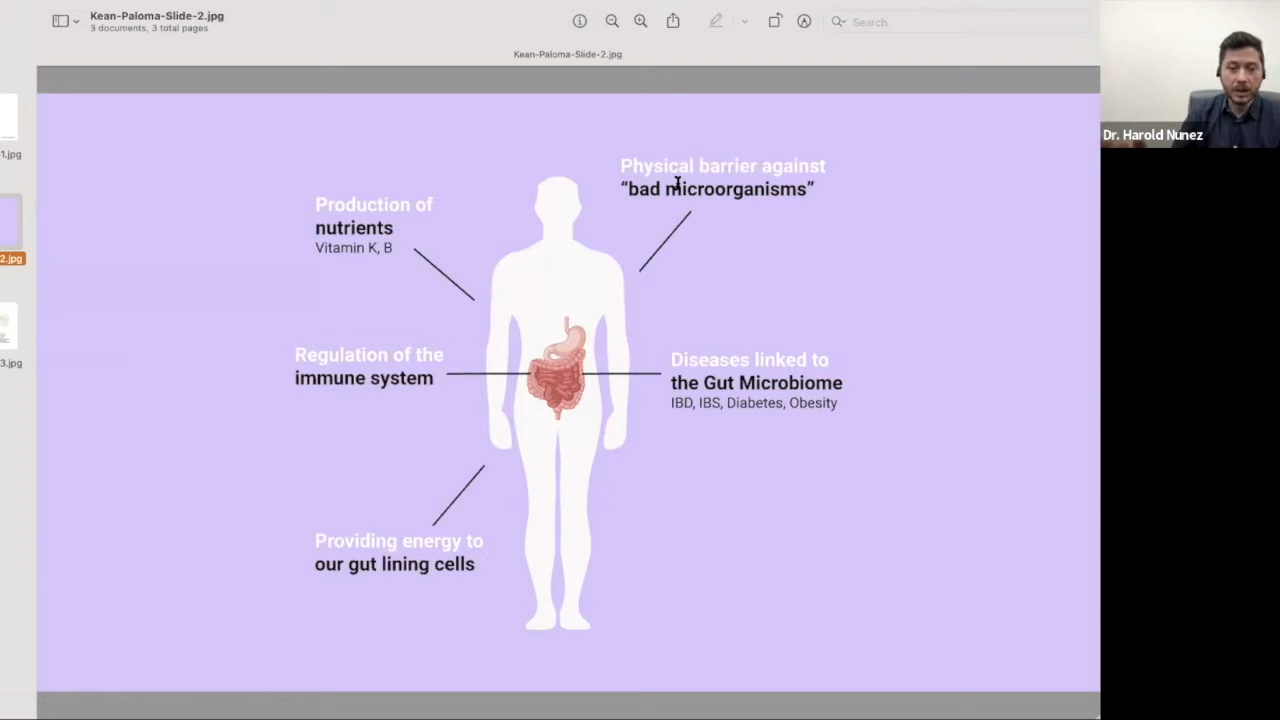 Kean-Paloma-Slide-2.jpg
3 documents, 3 total pages
Search
Kean-Paloma-Slide-2.jpg
Dr. Harold Nunez
1.jpg
2.jpg
3.jpg
Physical barrier against
“bad microorganisms”
Production of
nutrients
Vitamin K, B
Regulation of the
immune system
Diseases linked to
the Gut Microbiome
IBD, IBS, Diabetes, Obesity
Providing energy to
our gut lining cells